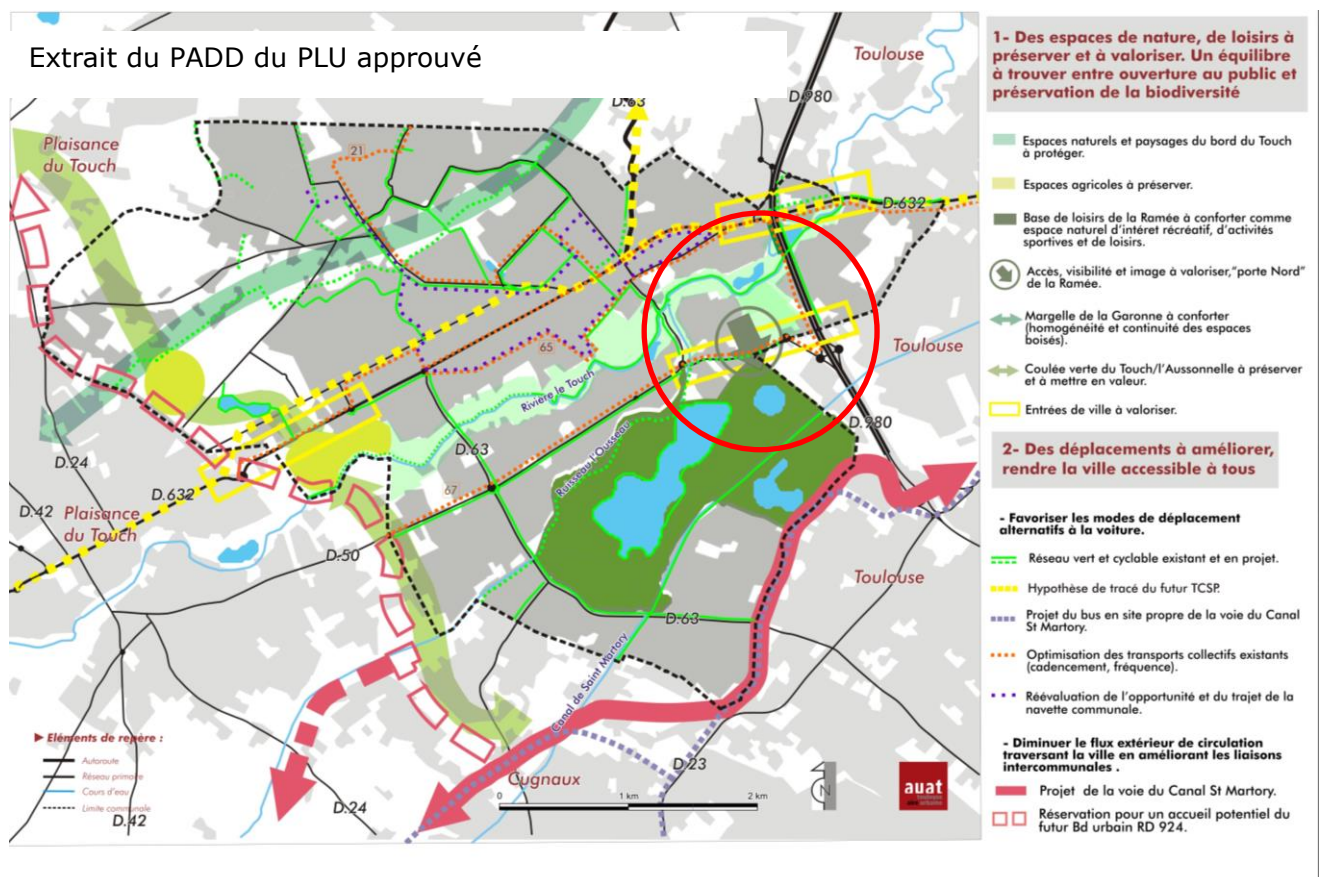 Extrait du PADD du PLU approuvé
Toulouse
D.63
D.980
Plaisance
du Touch
21
D.632
65
Toulouse
Rivière le Touch
D.980
D.24
D.63
Ruisseau l'Ousseau
D.632
67
D.42
Plaisance
du Touch
D.50
Toulouse
D.63
Canal de Saint Martory
▶ Eléments de repère :
Autoroute
Réseau primaire
Cours d'eau
Limite communale
D.42
D.24
Cugnaux
D.23
0
1 km
2 km
N
auat
1- Des espaces de nature, de loisirs à
préserver et à valoriser. Un équilibre
à trouver entre ouverture au public et
préservation de la biodiversité
Espaces naturels et paysages du bord du Touch
à protéger.
Espaces agricoles à préserver.
Base de loisirs de la Ramée à conforter comme
espace naturel d'intéret récréatif, d'activités
sportives et de loisirs.
Accès, visibilité et image à valoriser,"porte Nord"
de la Ramée.
Margelle de la Garonne à conforter
(homogénéité et continuité des espaces
boisés).
Coulée verte du Touch/l'Aussonnelle à préserver
et à mettre en valeur.
Entrées de ville à valoriser.
2- Des déplacements à améliorer,
rendre la ville accessible à tous
- Favoriser les modes de déplacement
alternatifs à la voiture.
Réseau vert et cyclable existant et en projet.
Hypothèse de tracé du futur TCSP.
Projet du bus en site propre de la voie du Canal
St Martory.
Optimisation des transports collectifs existants
(cadencement, fréquence).
Réévaluation de l'opportunité et du trajet de la
navette communale.
- Diminuer le flux extérieur de circulation
traversant la ville en améliorant les liaisons
intercommunales .
Projet de la voie du Canal St Martory.
Réservation pour un accueil potentiel du
futur Bd urbain RD 924.